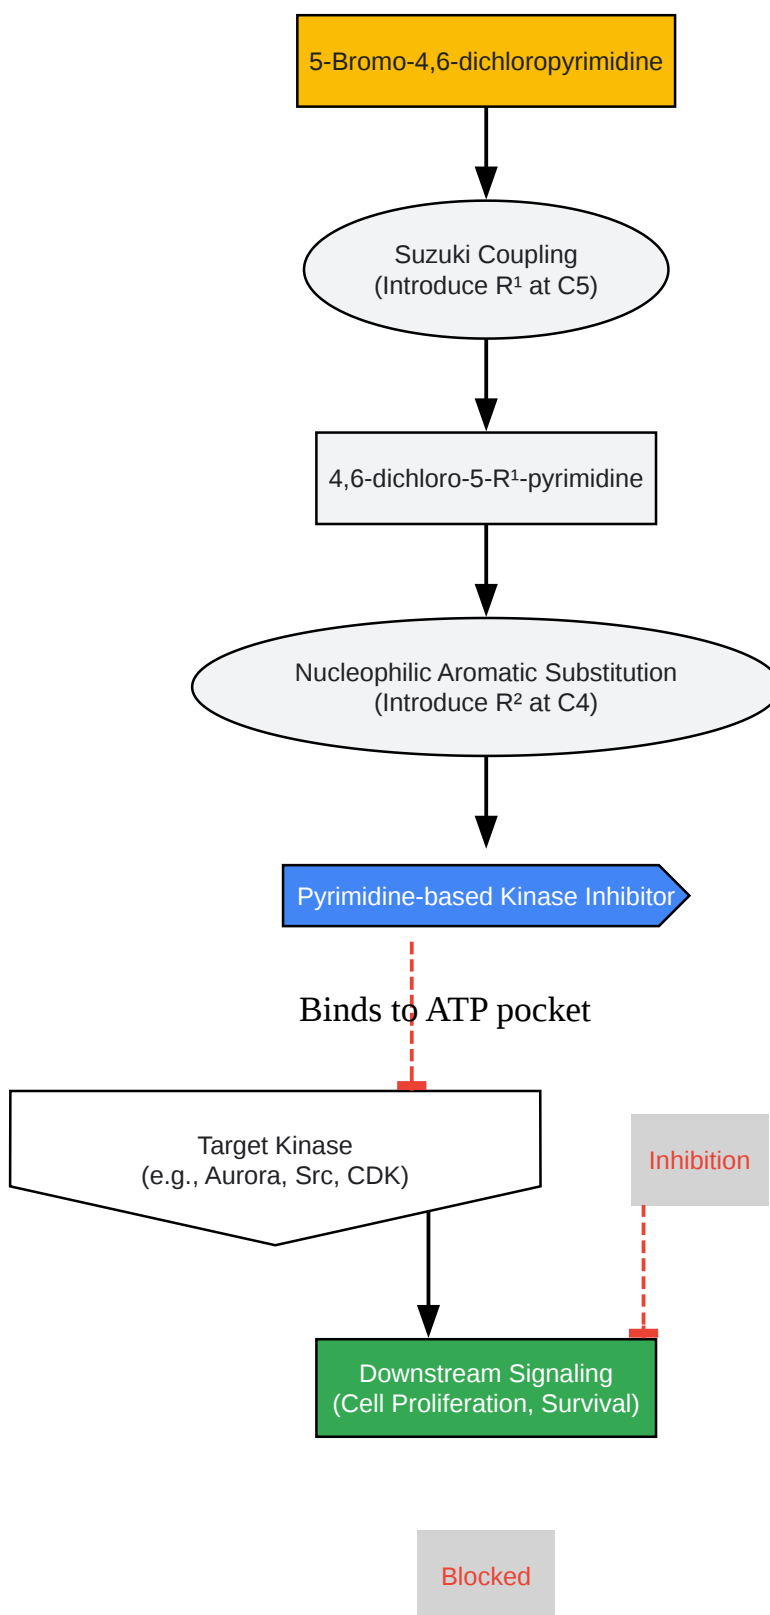 5-Bromo-4,6-dichloropyrimidine
Suzuki Coupling
(Introduce R¹ at C5)
4,6-dichloro-5-R¹-pyrimidine
Nucleophilic Aromatic Substitution
(Introduce R² at C4)
Pyrimidine-based Kinase Inhibitor
Binds to ATP pocket
Target Kinase
(e.g., Aurora, Src, CDK)
Inhibition
Downstream Signaling
(Cell Proliferation, Survival)
Blocked